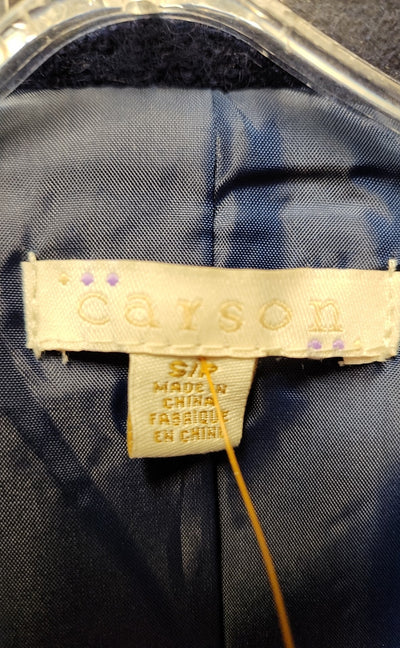 carson
S/P
MADE IN
CHINA
FABRIQUE
EN CHINE